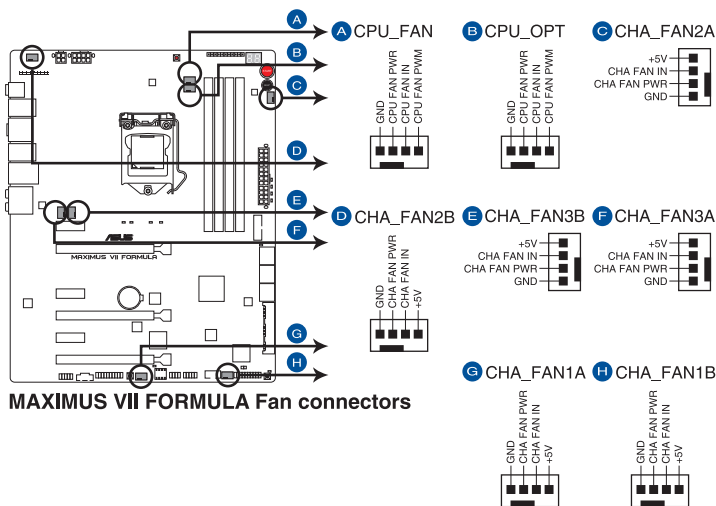 A
B
C
D
E
F
G
H
/ISUS
MAXIMUS VII FORMULA
MAXIMUS VII FORMULA Fan connectors
A CPU_FAN
GND
CPU FAN PWR
CPU FAN IN
CPU FAN PWM
B CPU_OPT
GND
CPU FAN PWR
CPU FAN IN
CPU FAN PWM
C CHA_FAN2A
+5V
CHA FAN IN
CHA FAN PWR
GND
D CHA_FAN2B
GND
CHA FAN PWR
CHA FAN IN
+5V
E CHA_FAN3B
+5V
CHA FAN IN
CHA FAN PWR
GND
F CHA_FAN3A
+5V
CHA FAN IN
CHA FAN PWR
GND
G CHA_FAN1A
GND
CHA FAN PWR
CHA FAN IN
+5V
H CHA_FAN1B
GND
CHA FAN PWR
CHA FAN IN
+5V